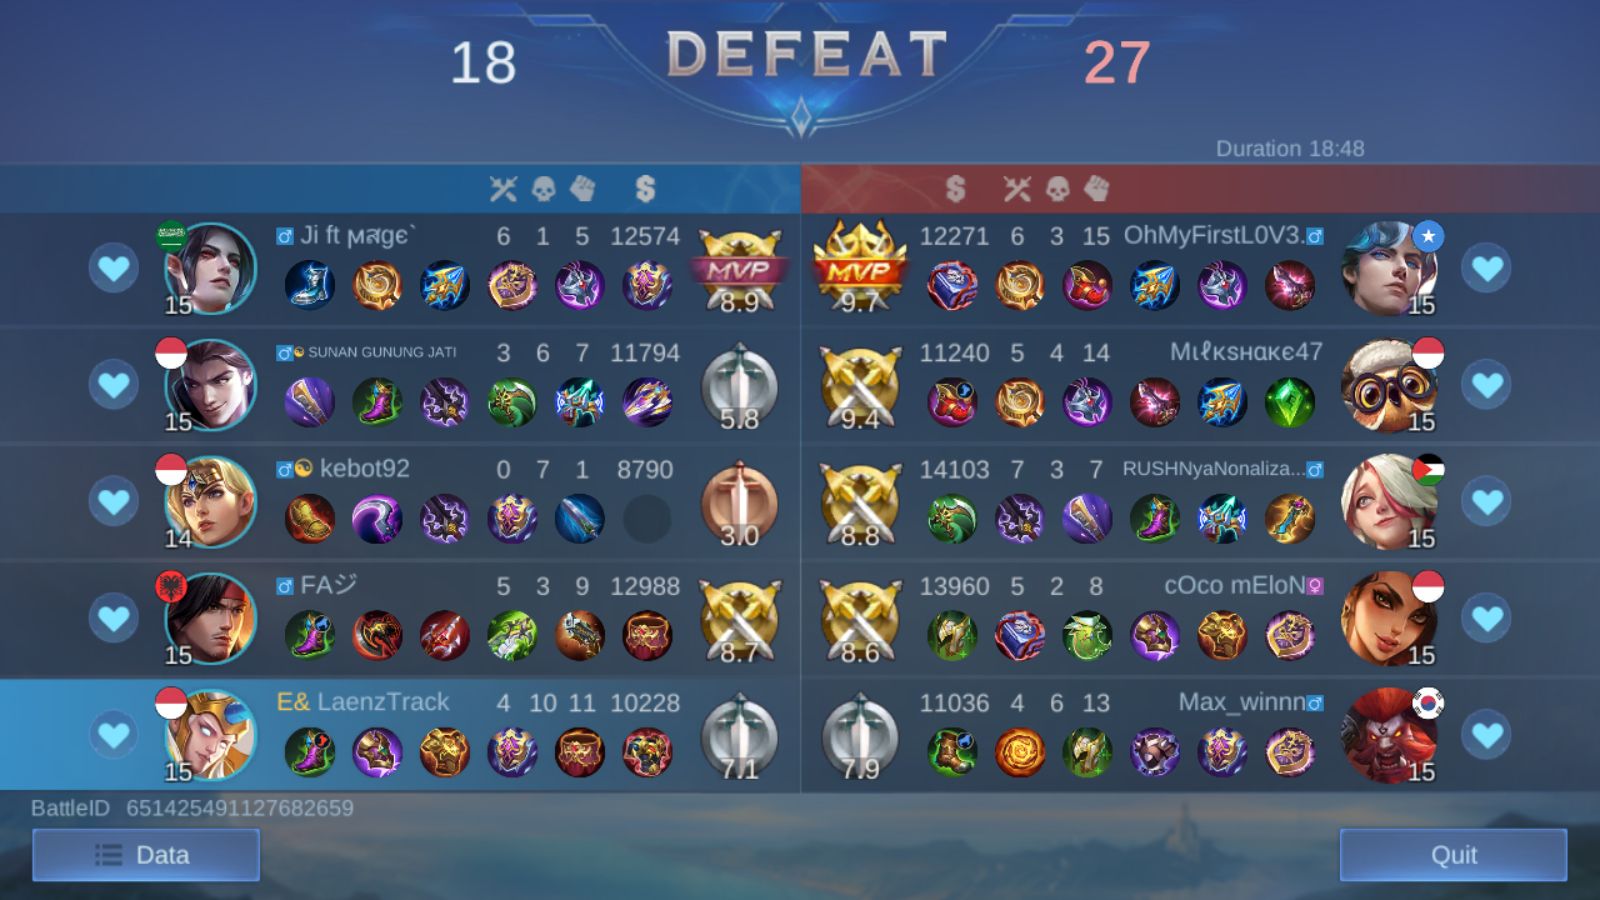 18 DEFEAT 27
Duration 18:48
Ji ft мสgє` 6 1 5 12574 MVP 8.9
15
MVP 9.7 12271 6 3 15 OhMyFirstL0V3.
15
SUNAN GUNUNG JATI 3 6 7 11794 5.8
15
9.4 11240 5 4 14 Mιℓκsнαкє47
15
kebot92 0 7 1 8790 3.0
14
8.8 14103 7 3 7 RUSHNyaNonaliza...
15
FAジ 5 3 9 12988 8.7
15
8.6 13960 5 2 8 cOco mEloN
15
E& LaenzTrack 4 10 11 10228 7.1
15
7.9 11036 4 6 13 Max_winnn
15
BattleID 651425491127682659
Data
Quit